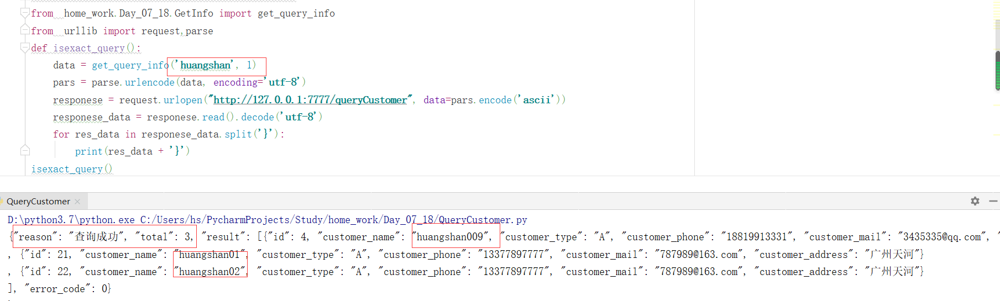 from  home_work.Day_07_18.GetInfo import get_query_info
from  urllib import request,parse
def isexact_query():
data = get_query_info('huangshan', 1)
pars = parse.urlencode(data, encoding='utf-8')
responese = request.urlopen("http://127.0.0.1:7777/queryCustomer", data=pars.encode('ascii'))
responese_data = responese.read().decode('utf-8')
for res_data in responese_data.split('}'):
print(res_data + '}')
isexact_query()
QueryCustomer
D:\python3.7\python.exe C:/Users/hs/PycharmProjects/Study/home_work/Day_07_18/QueryCustomer.py
{"reason": "查询成功", "total": 3, "result": [{"id": 4, "customer_name": "huangshan009", "customer_type": "A", "customer_phone": "18819913331", "customer_mail": "3435335@qq.com", "
, {"id": 21, "customer_name": "huangshan01", "customer_type": "A", "customer_phone": "13377897777", "customer_mail": "787989@163.com", "customer_address": "广州天河"}
, {"id": 22, "customer_name": "huangshan02", "customer_type": "A", "customer_phone": "13377897777", "customer_mail": "787989@163.com", "customer_address": "广州天河"}
], "error_code": 0}